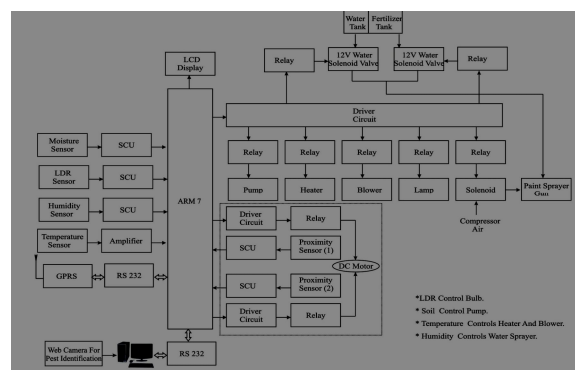 Water
Tank
Fertilizer
Tank
LCD
Display
Relay
12V Water
Solenoid Valve
12V Water
Solenoid Valve
Relay
Driver
Circuit
Moisture
Sensor
SCU
LDR
Sensor
SCU
Humidity
Sensor
SCU
Temperature
Sensor
Amplifier
GPRS
RS 232
ARM 7
Relay
Relay
Relay
Relay
Relay
Pump
Heater
Blower
Lamp
Solenoid
Paint Sprayer
Gun
Compressor
Air
Driver
Circuit
Relay
SCU
Proximity
Sensor (1)
DC Motor
SCU
Proximity
Sensor (2)
Driver
Circuit
Relay
*LDR Control Bulb.
* Soil Control Pump.
* Temperature Controls Heater And Blower.
* Humidity Controls Water Sprayer.
Web Camera For
Pest Identification
RS 232